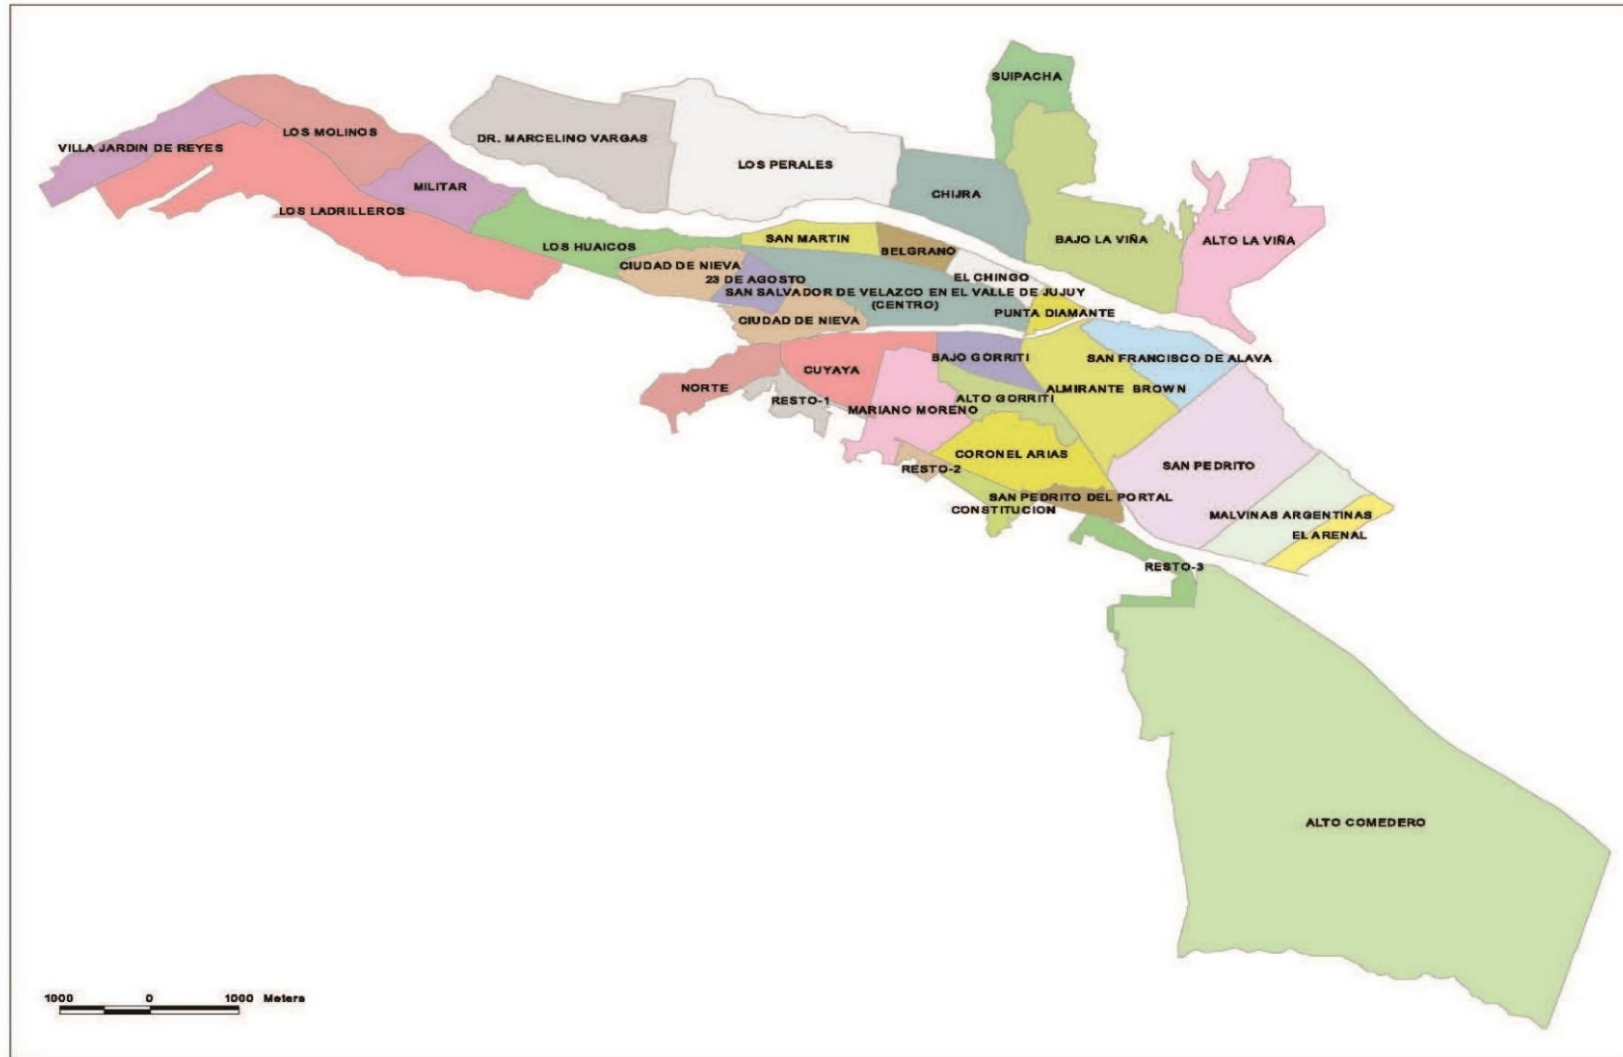 SUIPACHA
LOS MOLINOS
VILLA JARDIN DE REYES
DR. MARCELINO VARGAS
LOS PERALES
MILITAR
CHIJRA
LOS LADRILLEROS
BAJO LA VIÑA
ALTO LA VIÑA
SAN MARTIN
LOS HUAICOS
BELGRANO
CIUDAD DE NIEVA
23 DE AGOSTO
EL CHINGO
SAN SALVADOR DE VELAZCO EN EL VALLE DE JUJUY
(CENTRO)
PUNTA DIAMANTE
CIUDAD DE NIEVA
BAJO GORRITI
SAN FRANCISCO DE ALAVA
CUYAYA
NORTE
ALMIRANTE BROWN
RESTO-1
ALTO GORRITI
MARIANO MORENO
CORONEL ARIAS
SAN PEDRITO
RESTO-2
SAN PEDRITO DEL PORTAL
CONSTITUCION
MALVINAS ARGENTINAS
EL ARENAL
RESTO-3
ALTO COMEDERO
1000 0 1000 Meters